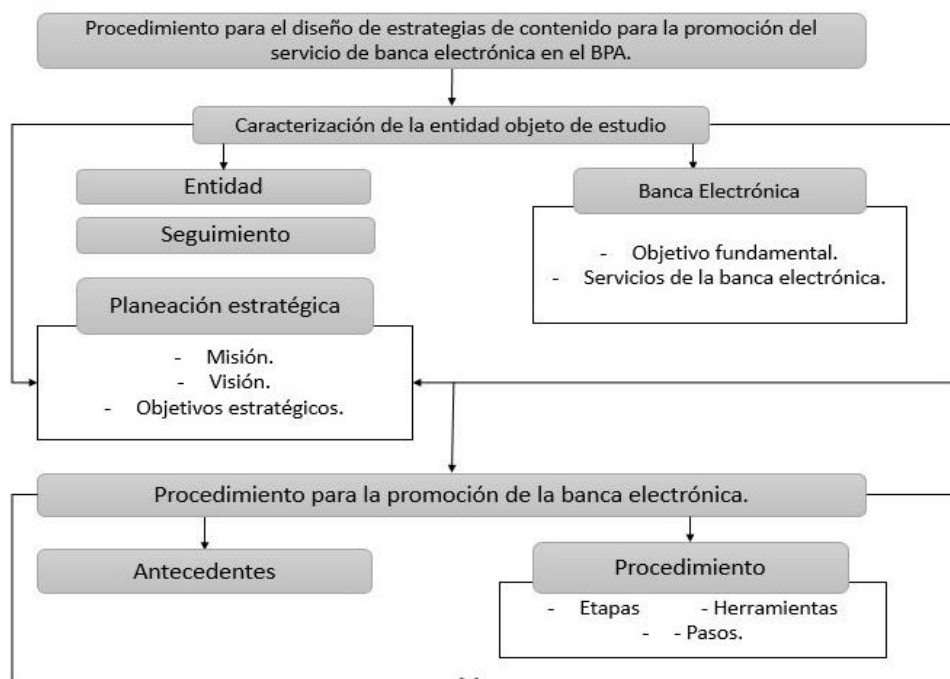 Procedimiento para el diseño de estrategias de contenido para la promoción del
servicio de banca electrónica en el BPA.
Caracterización de la entidad objeto de estudio
Entidad
Seguimiento
Planeación estratégica
- Misión.
- Visión.
- Objetivos estratégicos.
Banca Electrónica
- Objetivo fundamental.
- Servicios de la banca electrónica.
Procedimiento para la promoción de la banca electrónica.
Antecedentes
Procedimiento
- Etapas - Herramientas
- - Pasos.